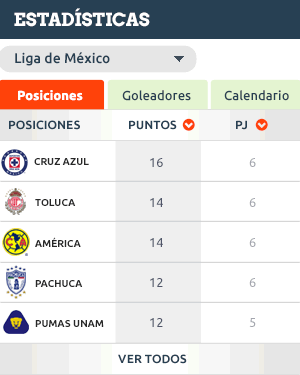 ESTADÍSTICAS
Liga de México
Posiciones Goleadores Calendario
POSICIONES PUNTOS PJ
CRUZ AZUL 16 6
TOLUCA 14 6
AMÉRICA 14 6
PACHUCA 12 6
PUMAS UNAM 12 5
VER TODOS